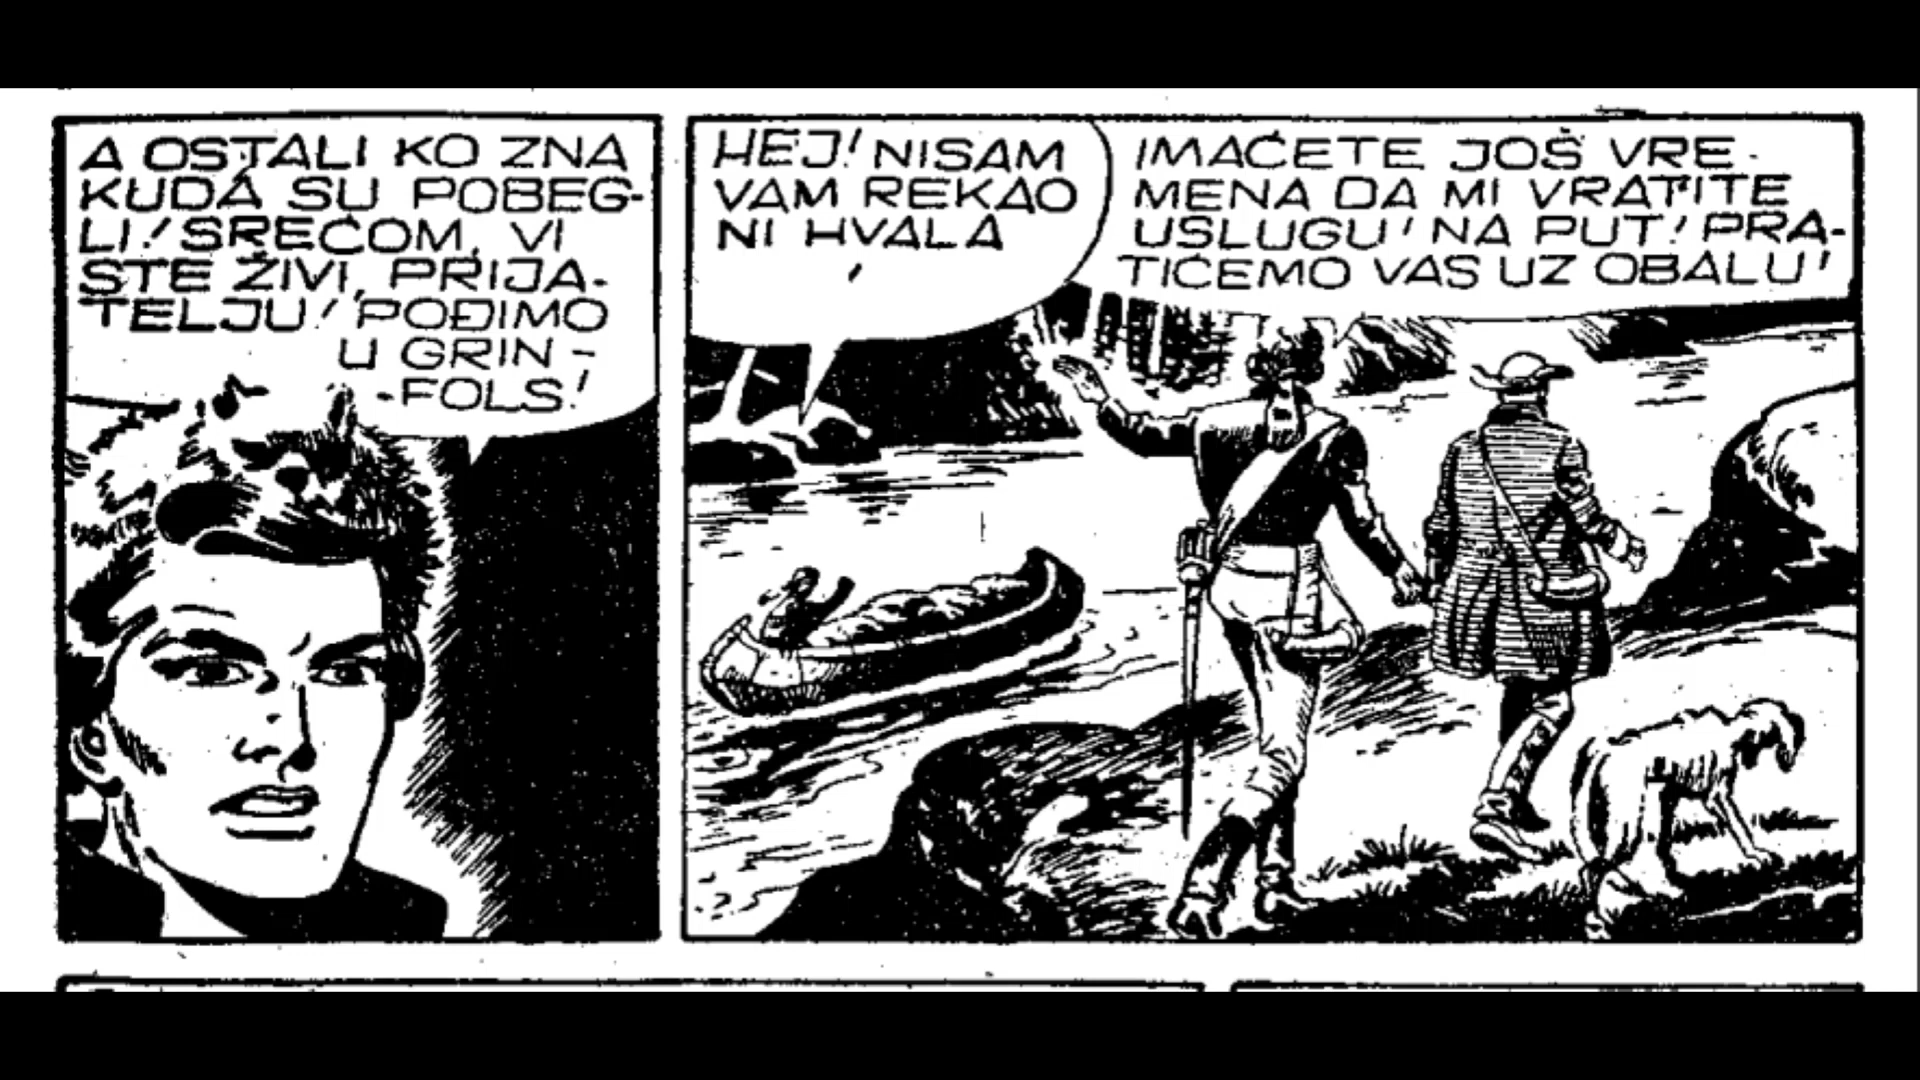 A OSTALI KO ZNA
KUDA SU POBEG-
LI! SREĆOM, VI
STE ŽIVI, PRIJA-
TELJU! POĐIMO
U GRIN-
-FOLS!
HEJ! NISAM
VAM REKAO
NI HVALA
IMAĆETE JOŠ VRE-
MENA DA MI VRATITE
USLUGU! NA PUT! PRA-
TIĆEMO VAS UZ OBALU!